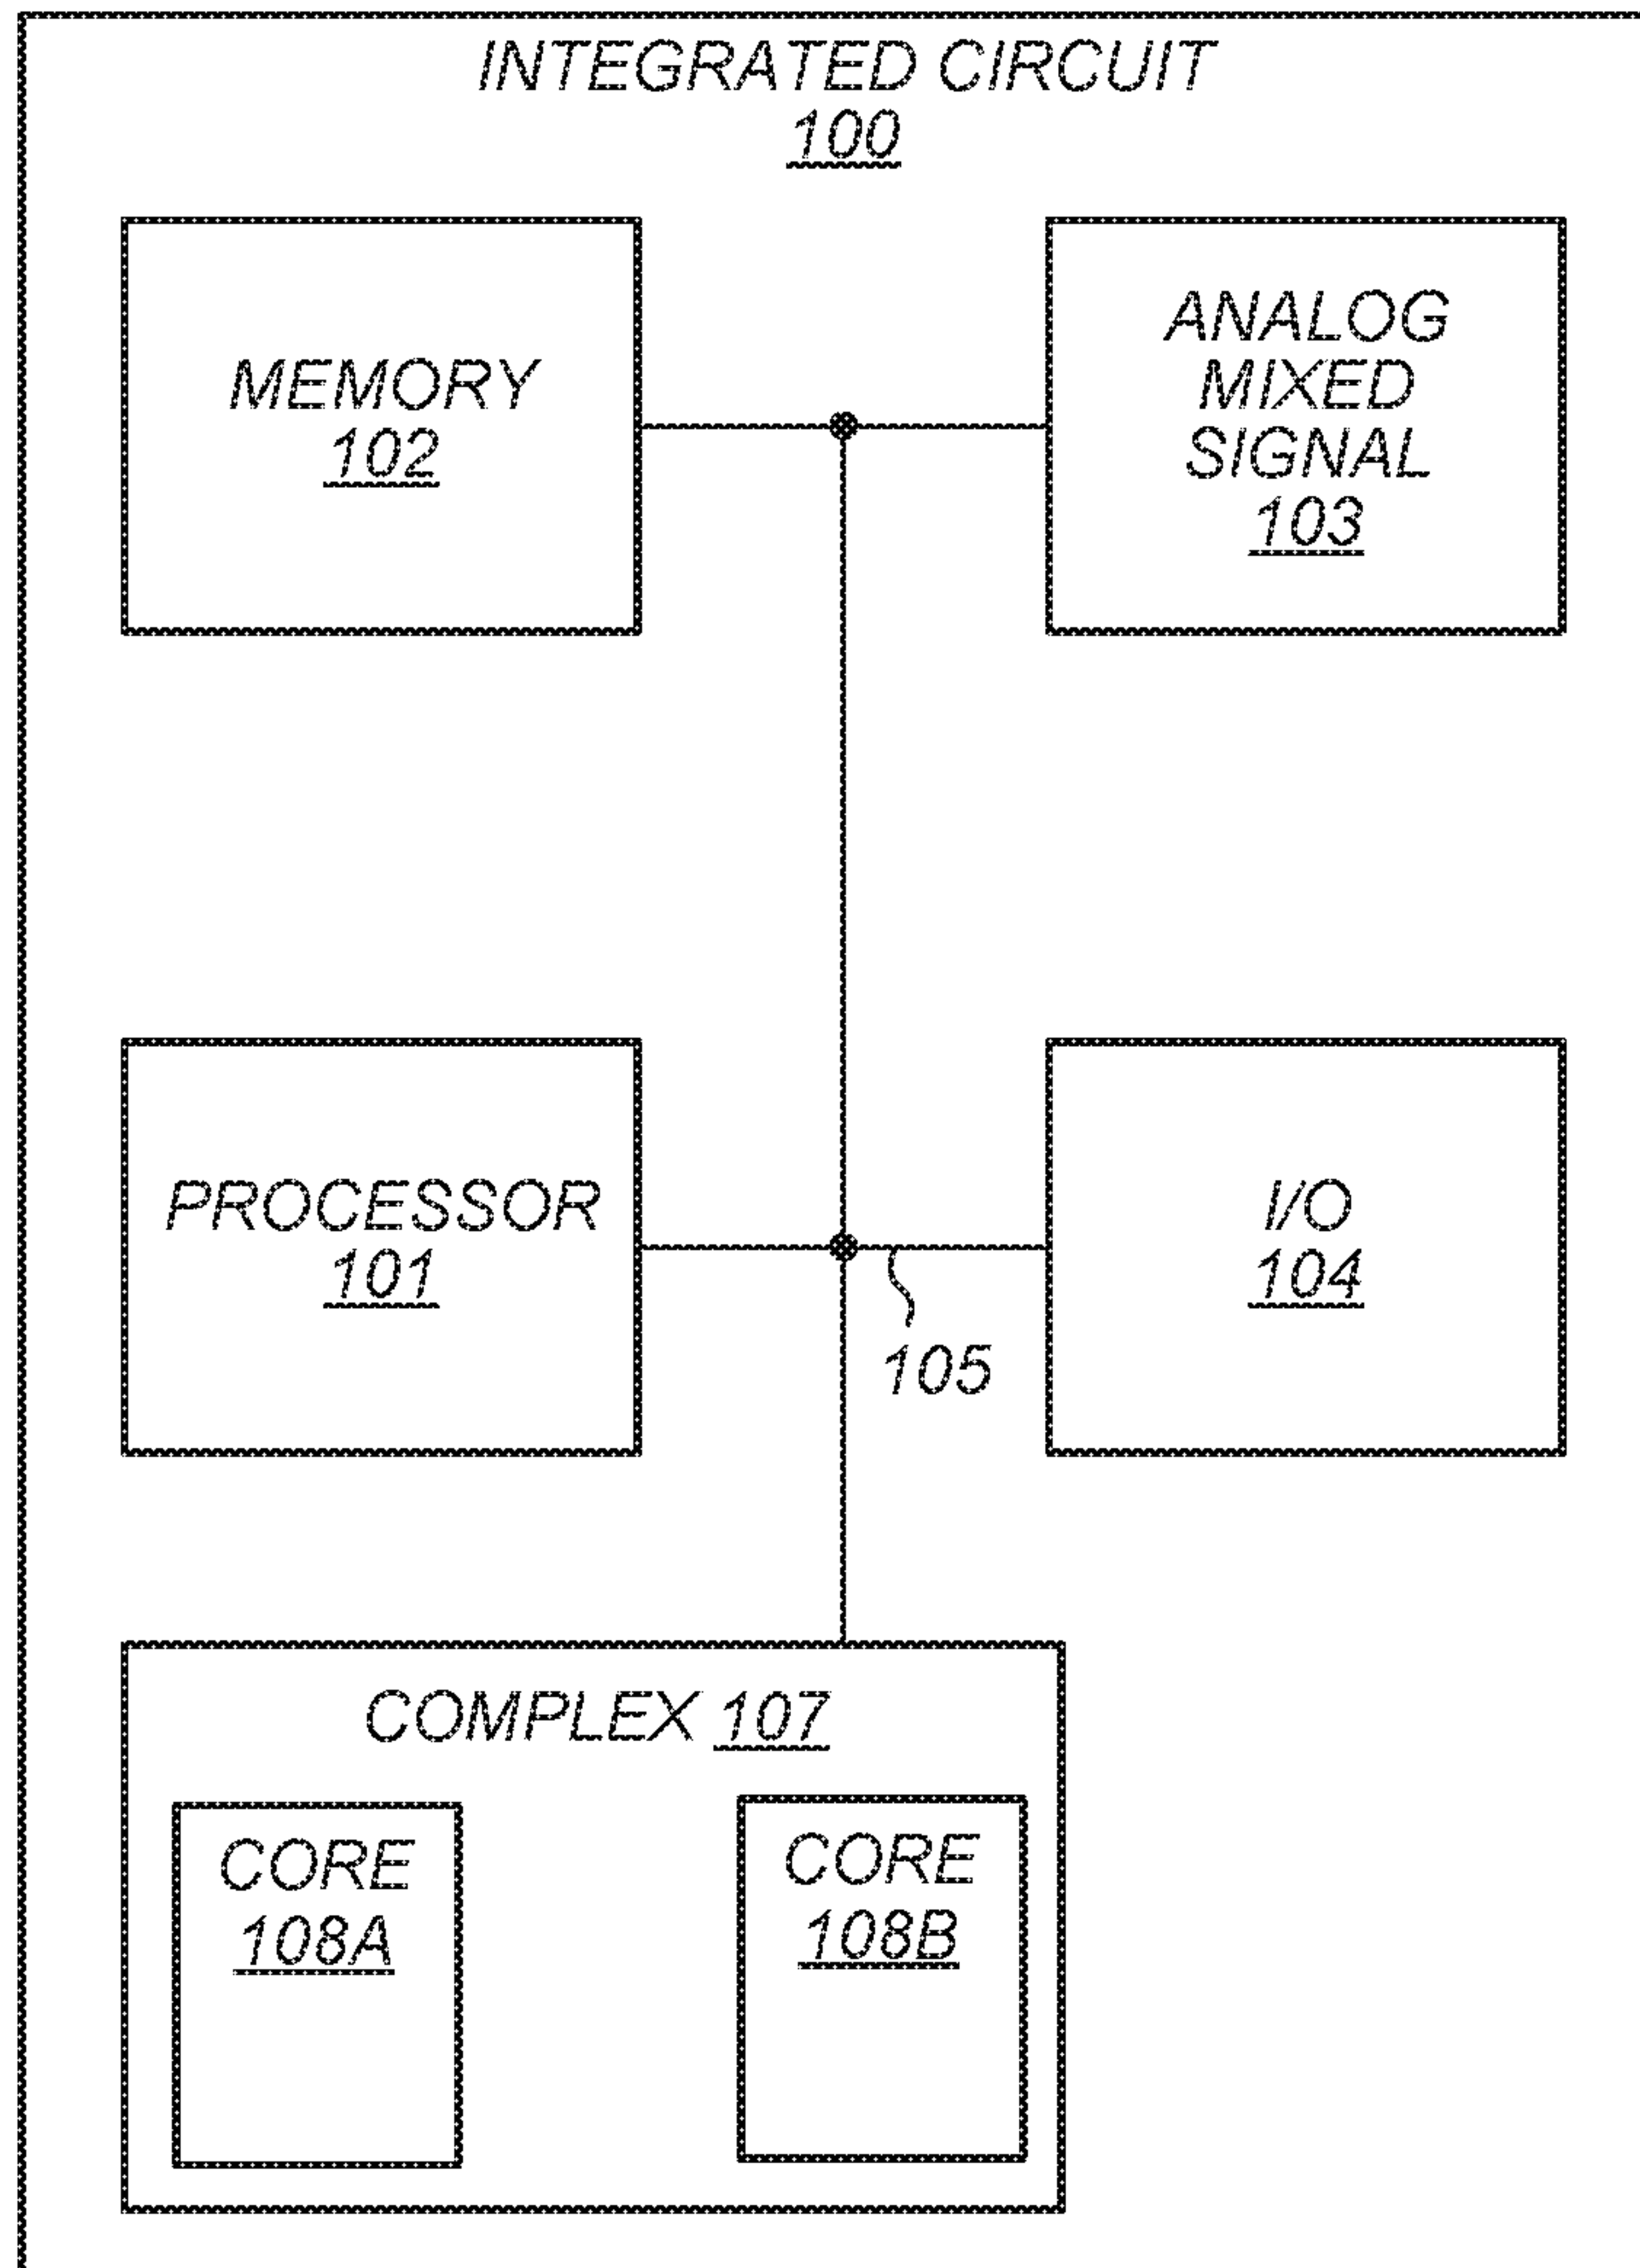 INTEGRATED CIRCUIT
100
MEMORY
102
ANALOG
MIXED
SIGNAL
103
PROCESSOR
101
I/O
104
105
COMPLEX 107
CORE
108A
CORE
108B